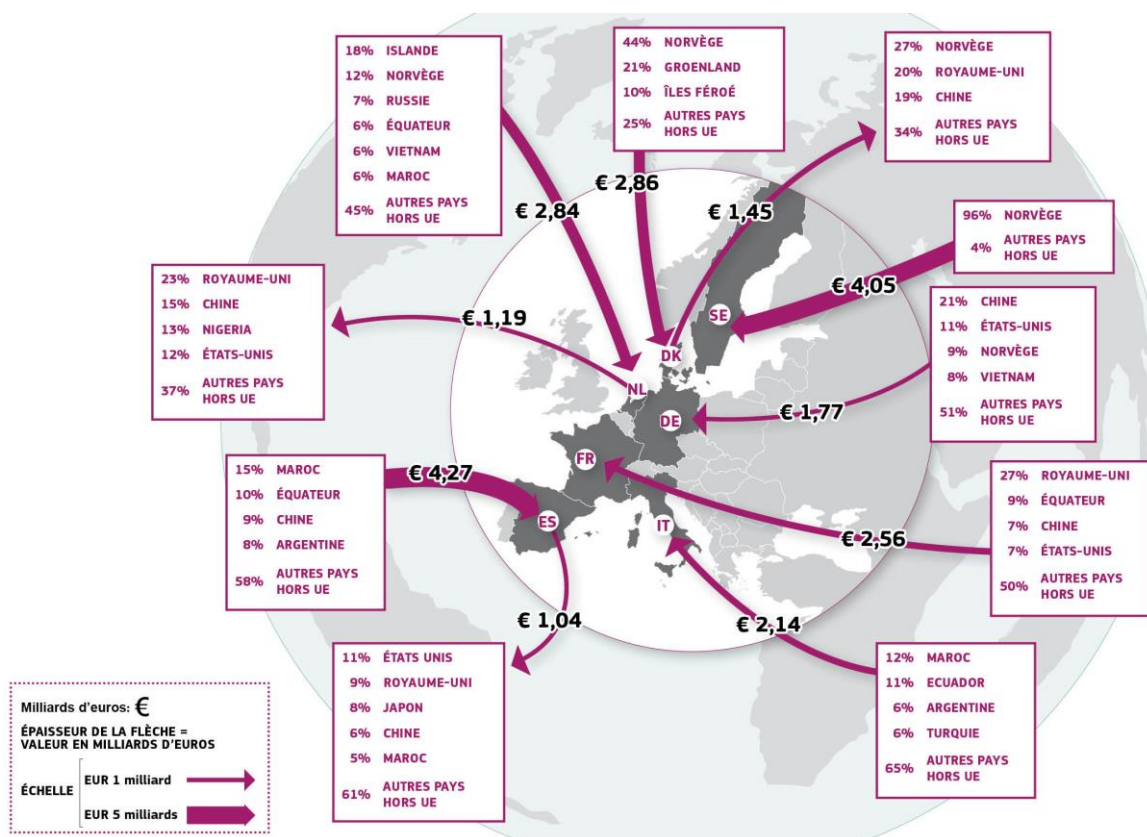 18% ISLANDE
12% NORVÈGE
7% RUSSIE
6% ÉQUATEUR
6% VIETNAM
6% MAROC
45% AUTRES PAYS
HORS UE
44% NORVÈGE
21% GROENLAND
10% ÎLES FÉROÉ
25% AUTRES PAYS
HORS UE
27% NORVÈGE
20% ROYAUME-UNI
19% CHINE
34% AUTRES PAYS
HORS UE
€ 2,84
€ 2,86
€ 1,45
96% NORVÈGE
4% AUTRES PAYS
HORS UE
€ 4,05
23% ROYAUME-UNI
15% CHINE
13% NIGERIA
12% ÉTATS-UNIS
37% AUTRES PAYS
HORS UE
€ 1,19
SE
DK
NL
DE
€ 1,77
21% CHINE
11% ÉTATS-UNIS
9% NORVÈGE
8% VIETNAM
51% AUTRES PAYS
HORS UE
15% MAROC
10% ÉQUATEUR
9% CHINE
8% ARGENTINE
58% AUTRES PAYS
HORS UE
€ 4,27
FR
ES
IT
€ 2,56
27% ROYAUME-UNI
9% ÉQUATEUR
7% CHINE
7% ÉTATS-UNIS
50% AUTRES PAYS
HORS UE
€ 1,04
€ 2,14
11% ÉTATS UNIS
9% ROYAUME-UNI
8% JAPON
6% CHINE
5% MAROC
61% AUTRES PAYS
HORS UE
12% MAROC
11% ECUADOR
6% ARGENTINE
6% TURQUIE
65% AUTRES PAYS
HORS UE
Milliards d'euros: €
ÉPAISSEUR DE LA FLÈCHE =
VALEUR EN MILLIARDS D'EUROS
ÉCHELLE
EUR 1 milliard
EUR 5 milliards